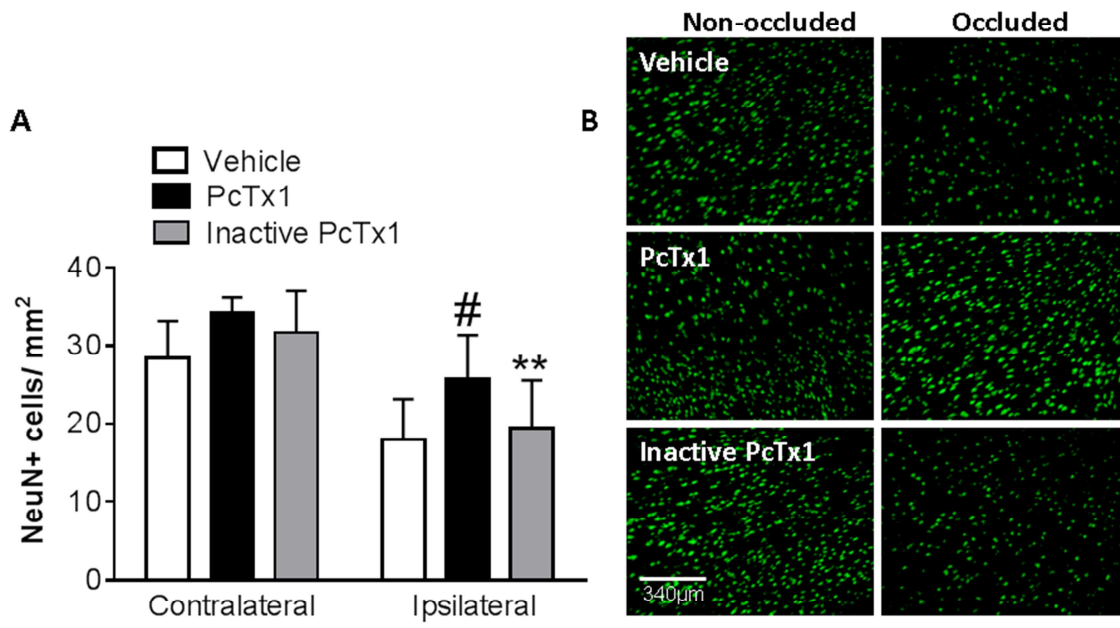 A
Vehicle
PcTx1
Inactive PcTx1
NeuN+ cells/ mm²
40
30
20
10
0
#
**
Contralateral
Ipsilateral
B
Non-occluded
Occluded
Vehicle
PcTx1
Inactive PcTx1
340µm